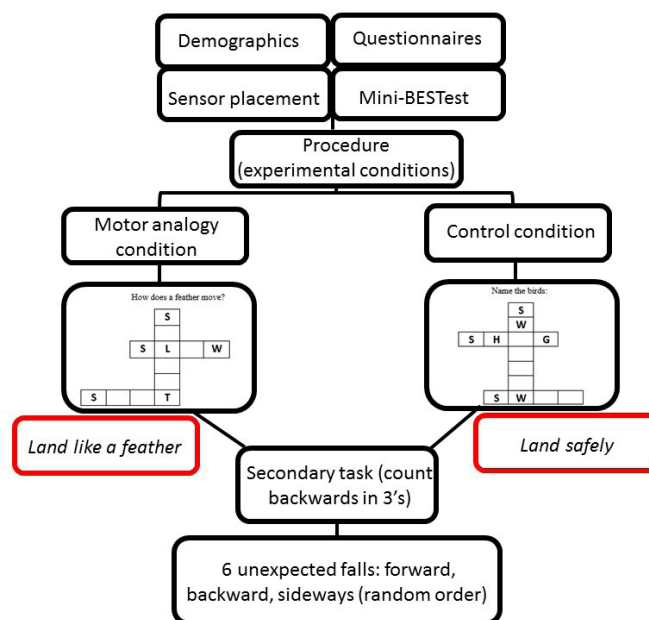 Demographics
Questionnaires
Sensor placement
Mini-BESTest
Procedure
(experimental conditions)
Motor analogy
condition
Control condition
How does a feather move?
S
S L W
S T
Name the birds:
S
W
S H G
S W
Land like a feather
Land safely
Secondary task (count
backwards in 3's)
6 unexpected falls: forward,
backward, sideways (random order)